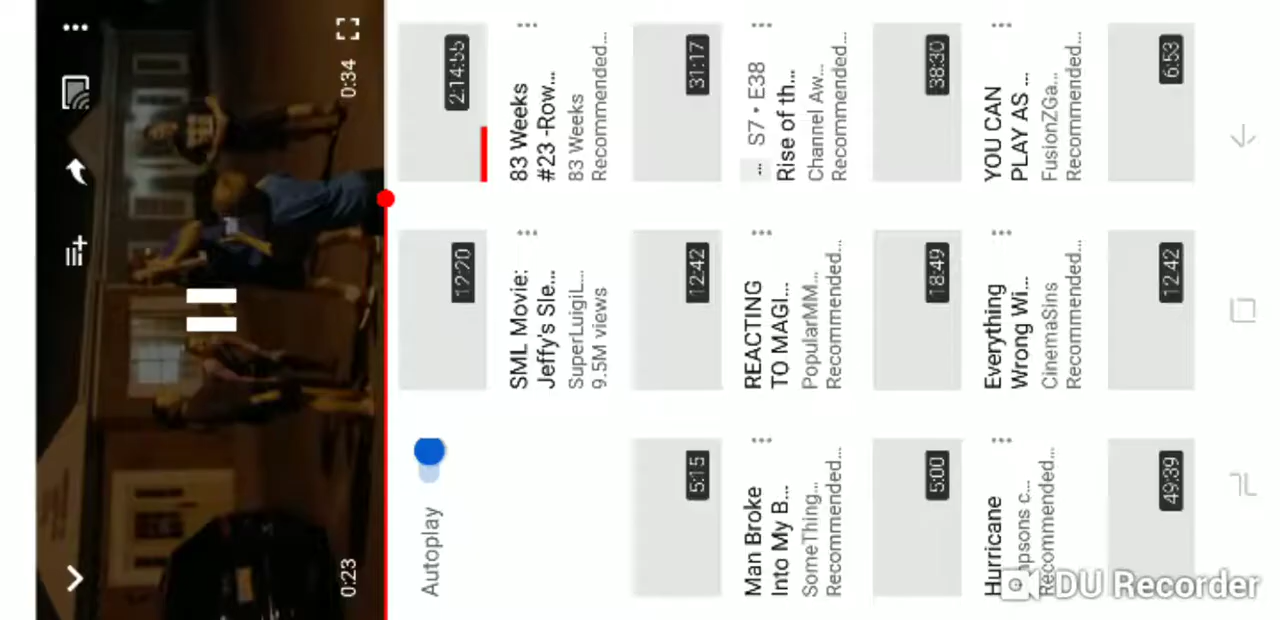 0:23
0:34
Autoplay
12:20
SML Movie:
Jeffy's Sle...
SuperLuigiL...
9.5M views
2:14:55
83 Weeks
#23 -Row...
83 Weeks
Recommended...
5:15
Man Broke
Into My B...
SomeThing...
Recommended...
12:42
REACTING
TO MAGI...
PopularMM...
Recommended...
31:17
... S7 • E38
Rise of th...
Channel Aw...
Recommended...
5:00
Hurricane
mpsons c...
Recommended...
18:49
Everything
Wrong Wi...
CinemaSins
Recommended...
38:30
YOU CAN
PLAY AS ...
FusionZGa...
Recommended...
49:39
12:42
6:53
DU Recorder